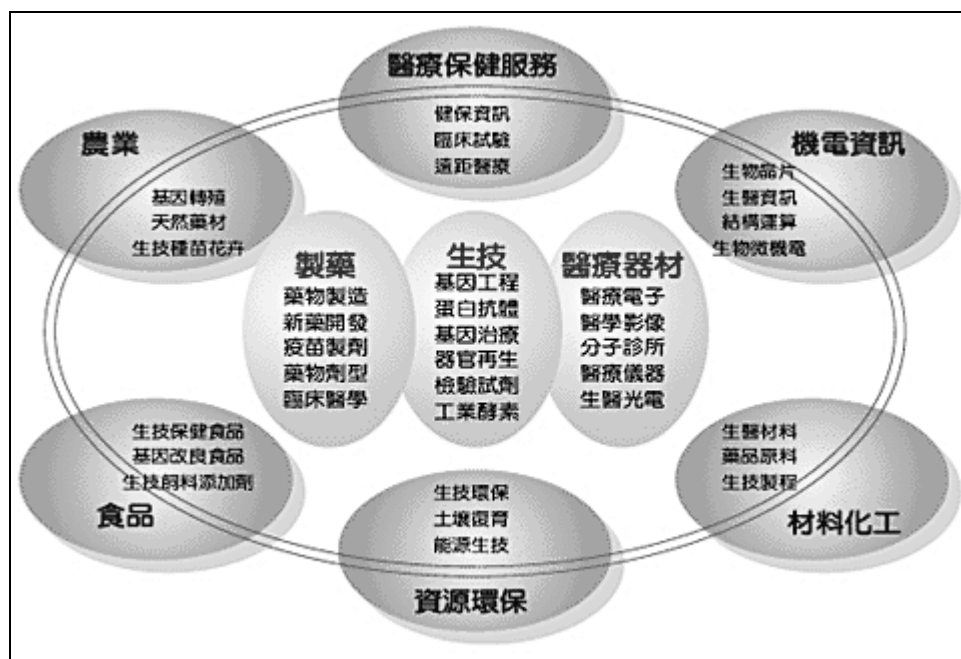 醫療保健服務
健保資訊
臨床試驗
遠距醫療
農業
基因轉殖
天然藥材
生技種苗花卉
機電資訊
生物晶片
生醫資訊
結構運算
生物微機電
製藥
藥物製造
新藥開發
疫苗製劑
藥物劑型
臨床醫學
生技
基因工程
蛋白抗體
基因治療
器官再生
檢驗試劑
工業酵素
醫療器材
醫療電子
醫學影像
分子診所
醫療儀器
生醫光電
生技保健食品
基因改良食品
生技飼料添加劑
食品
生技環保
土壤復育
能源生技
資源環保
生醫材料
藥品原料
生技製程
材料化工